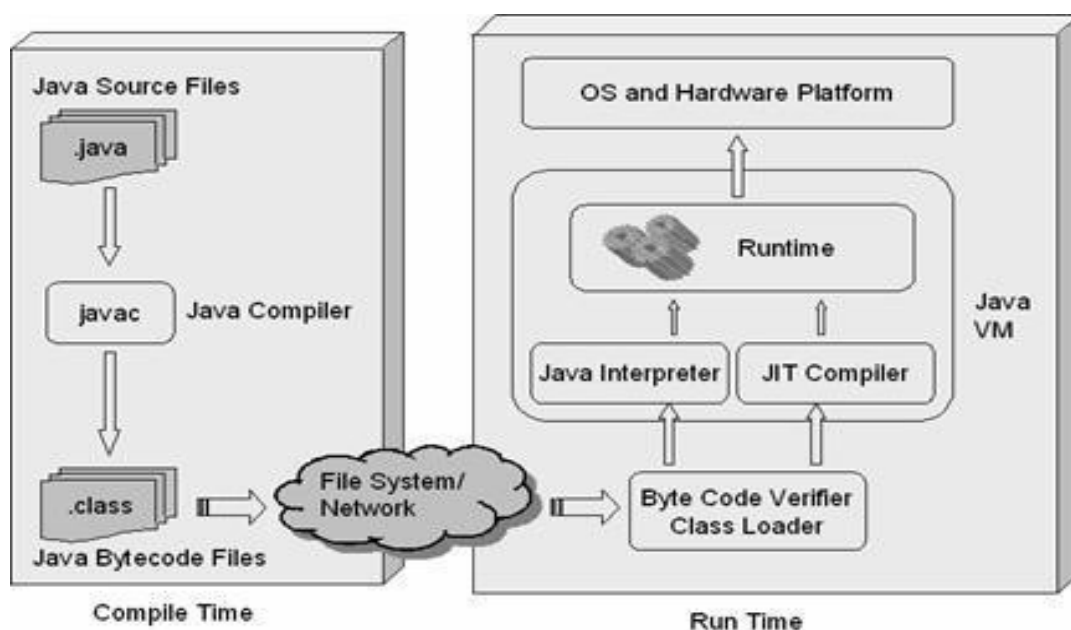 Java Source Files
.java
javac
Java Compiler
.class
Java Bytecode Files
Compile Time
File System/
Network
OS and Hardware Platform
Runtime
Java
VM
Java Interpreter
JIT Compiler
Byte Code Verifier
Class Loader
Run Time